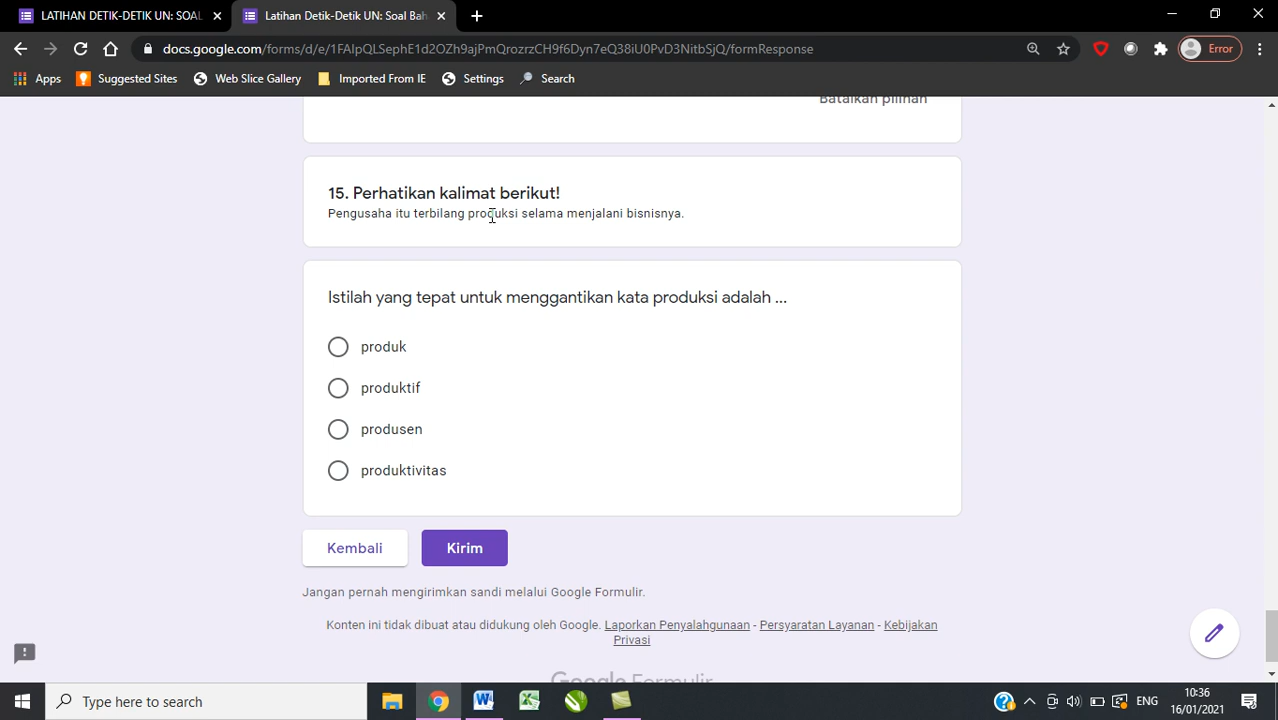 LATIHAN DETIK-DETIK UN: SOAL
Latihan Detik-Detik UN: Soal Baha
docs.google.com/forms/d/e/1FAIpQLSephE1d2OZh9ajPmQrozrzCH9f6Dyn7eQ38iU0PvD3NitbSjQ/formResponse
Error
Apps
Suggested Sites
Web Slice Gallery
Imported From IE
Settings
Search
Batalkan pilihan
15. Perhatikan kalimat berikut!
Pengusaha itu terbilang produksi selama menjalani bisnisnya.
Istilah yang tepat untuk menggantikan kata produksi adalah ...
produk
produktif
produsen
produktivitas
Kembali
Kirim
Jangan pernah mengirimkan sandi melalui Google Formulir.
Konten ini tidak dibuat atau didukung oleh Google. Laporkan Penyalahgunaan - Persyaratan Layanan - Kebijakan
Privasi
Google Formulir
Type here to search
ENG
10:36
16/01/2021